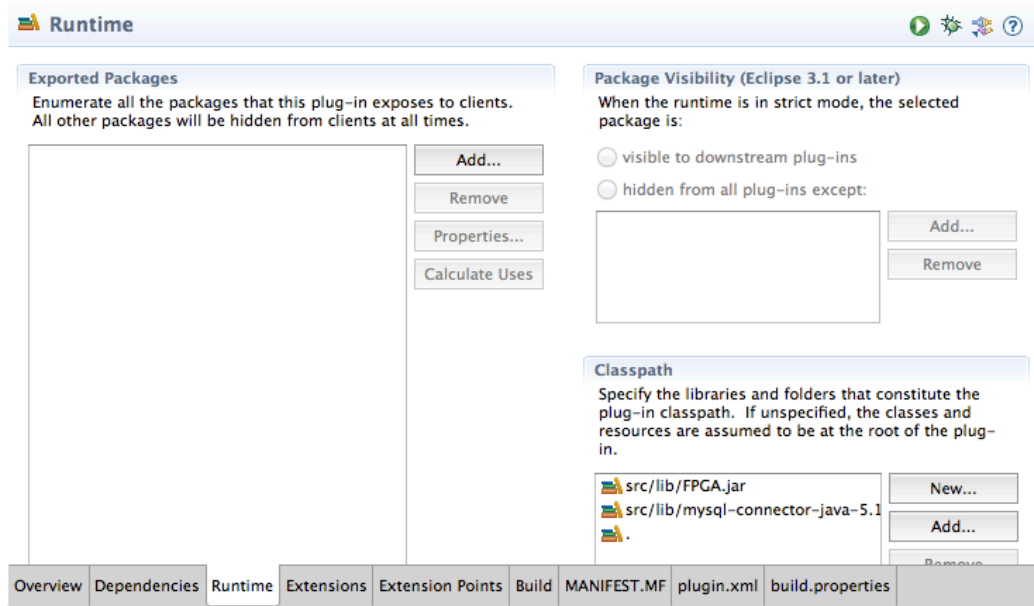 Runtime
Exported Packages
Enumerate all the packages that this plug-in exposes to clients.
All other packages will be hidden from clients at all times.
Add...
Remove
Properties...
Calculate Uses
Package Visibility (Eclipse 3.1 or later)
When the runtime is in strict mode, the selected
package is:
visible to downstream plug-ins
hidden from all plug-ins except:
Add...
Remove
Classpath
Specify the libraries and folders that constitute the
plug-in classpath. If unspecified, the classes and
resources are assumed to be at the root of the plug-
in.
src/lib/FPGA.jar
src/lib/mysql-connector-java-5.1
.
New...
Add...
Remove
Overview Dependencies Runtime Extensions Extension Points Build MANIFEST.MF plugin.xml build.properties